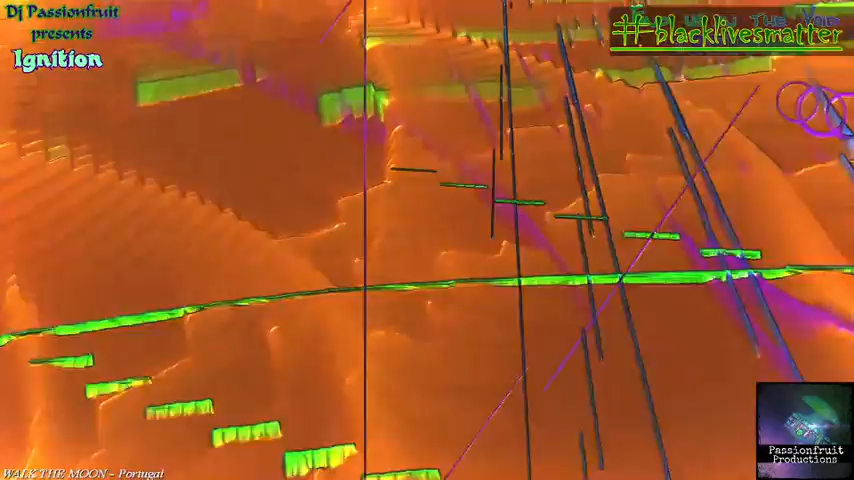 Dj Passionfruit
presents
Ignition
#blacklivesmatter
WALK THE MOON - Portugal
Passionfruit
Productions